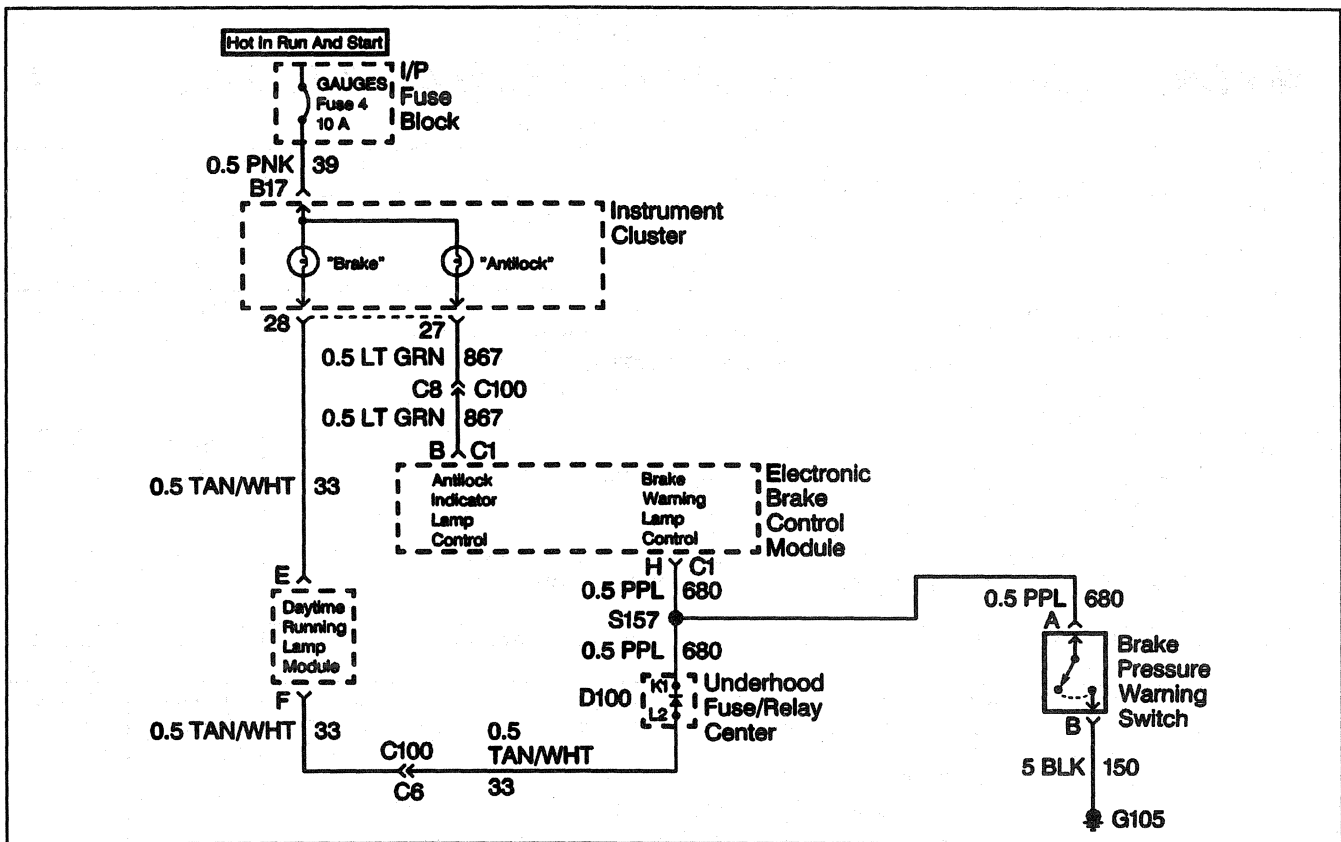 Hot In Run And Start
GAUGES
Fuse 4
10 A
I/P
Fuse
Block
0.5 PNK 39
B17
Instrument
Cluster
"Brake"
"Antilock"
28
27
0.5 LT GRN 867
C8 C100
0.5 LT GRN 867
B C1
0.5 TAN/WHT 33
Antilock
Indicator
Lamp
Control
Brake
Warning
Lamp
Control
Electronic
Brake
Control
Module
H C1
0.5 PPL 680
S157
0.5 PPL 680
E
Daytime
Running
Lamp
Module
F
0.5 TAN/WHT 33
C100
C6
0.5
TAN/WHT
33
D100
K1
L2
Underhood
Fuse/Relay
Center
0.5 PPL 680
A
Brake
Pressure
Warning
Switch
B
5 BLK 150
G105